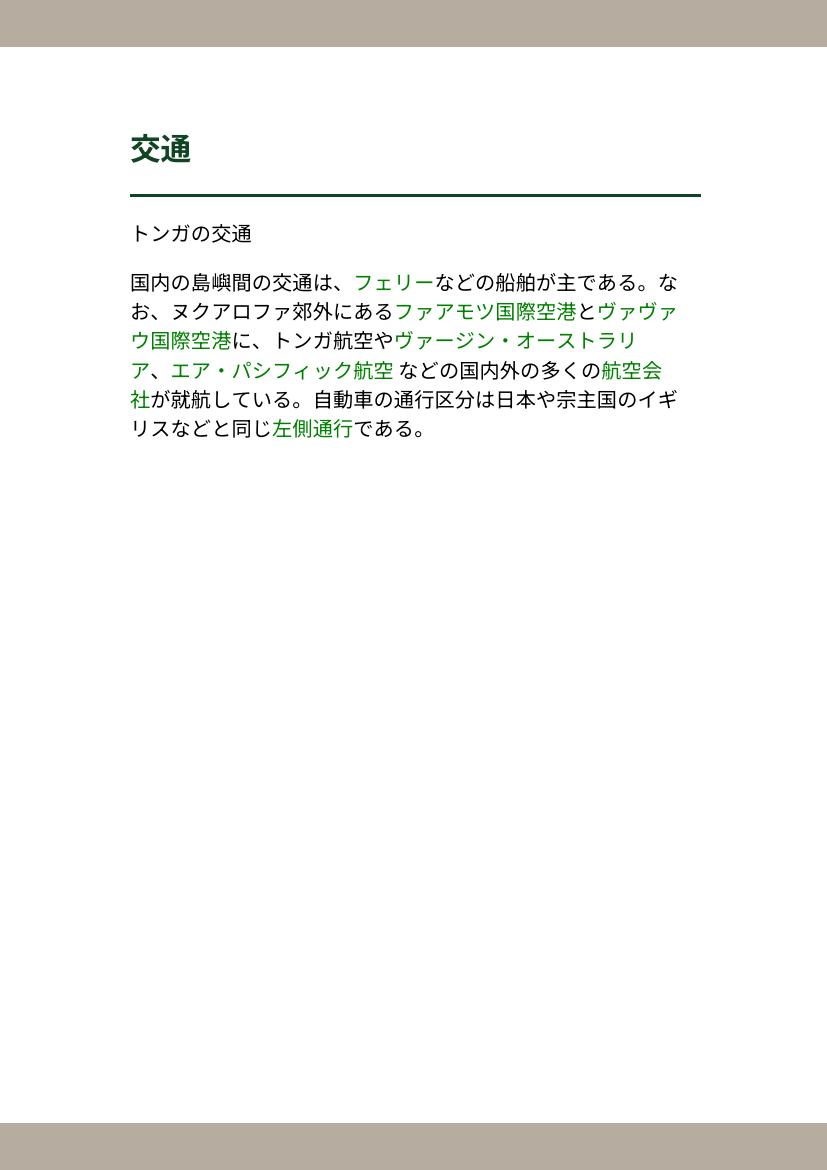 交通
トンガの交通
国内の島嶼間の交通は、フェリーなどの船舶が主である。な
お、ヌクアロファ郊外にあるファアモツ国際空港とヴァヴァ
ウ国際空港に、トンガ航空やヴァージン・オーストラリ
ア、エア・パシフィック航空 などの国内外の多くの航空会
社が就航している。自動車の通行区分は日本や宗主国のイギ
リスなどと同じ左側通行である。